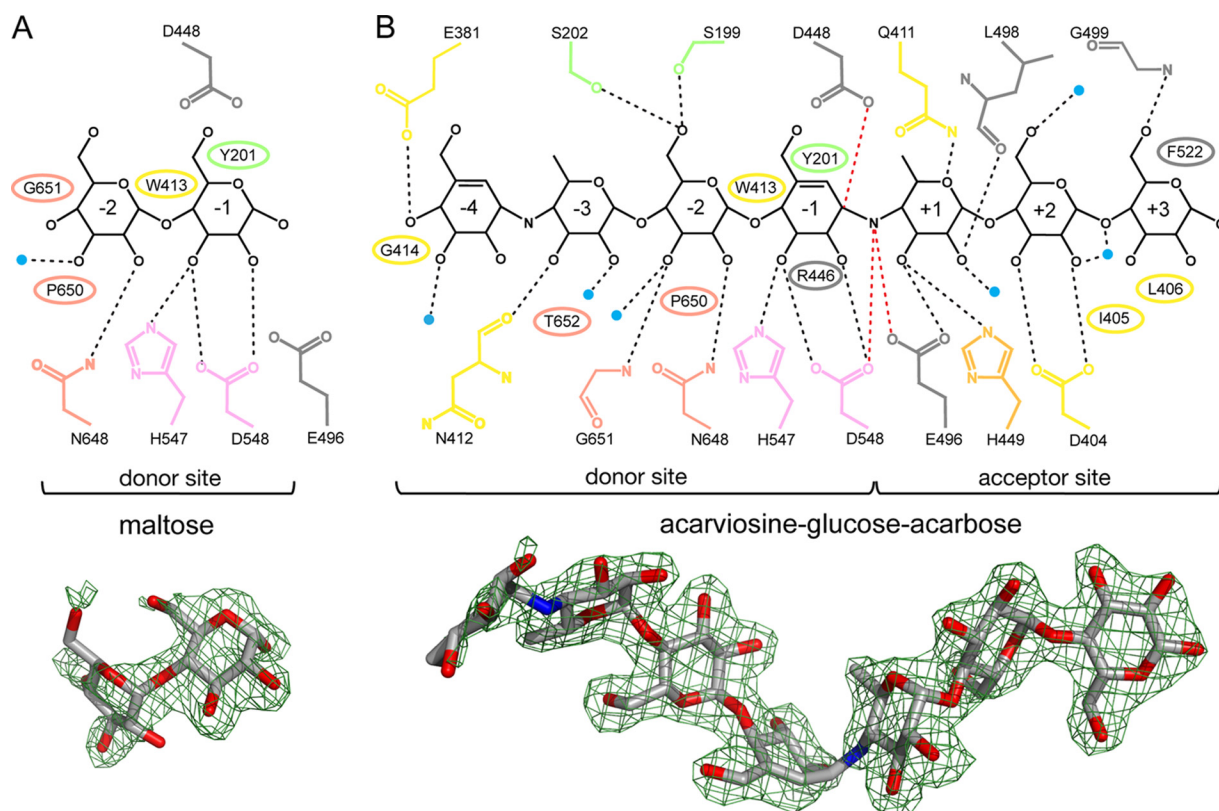 A
D448
G651
W413
Y201
-2
-1
P650
N648
H547
D548
E496
donor site
maltose
B
E381
S202
S199
D448
Q411
L498
G499
Y201
W413
F522
-4
-3
-2
-1
+1
+2
+3
G414
R446
T652
P650
L406
I405
N412
G651
N648
H547
D548
E496
H449
D404
donor site
acceptor site
acarviosine-glucose-acarbose